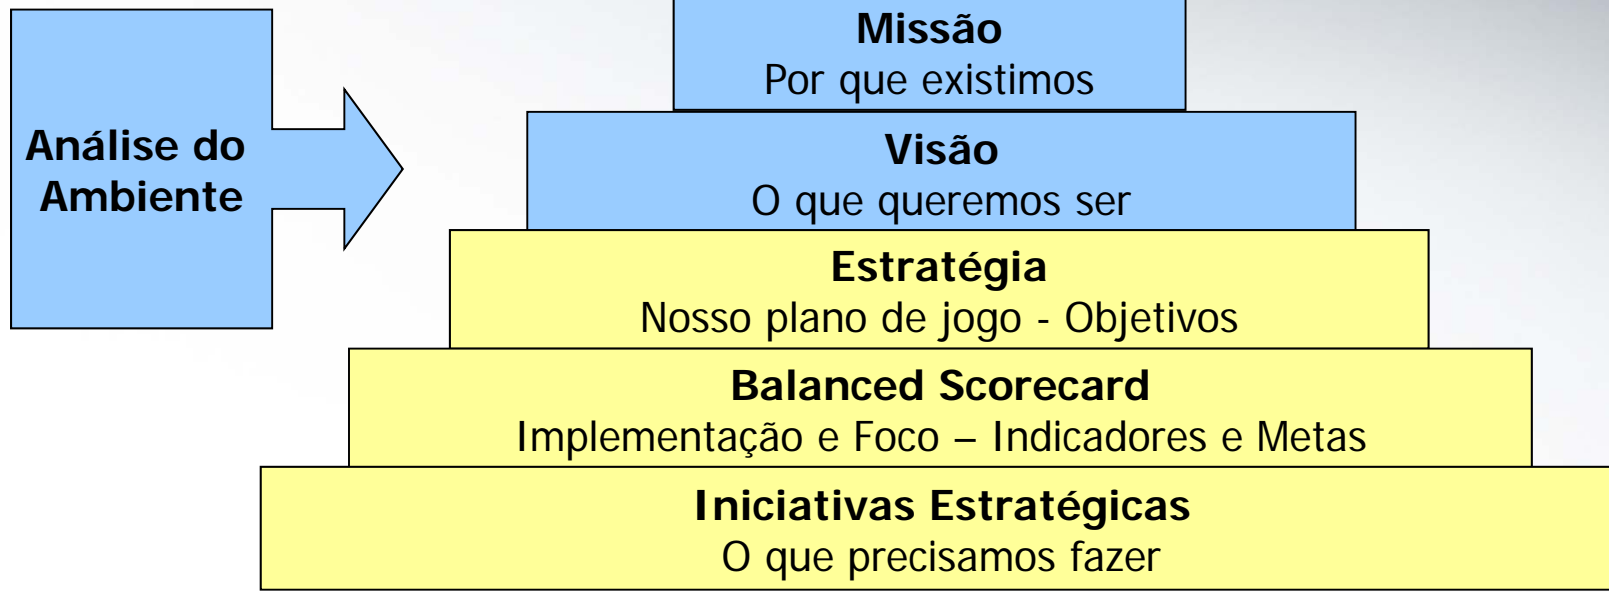 Análise do
Ambiente
Missão
Por que existimos
Visão
O que queremos ser
Estratégia
Nosso plano de jogo - Objetivos
Balanced Scorecard
Implementação e Foco – Indicadores e Metas
Iniciativas Estratégicas
O que precisamos fazer